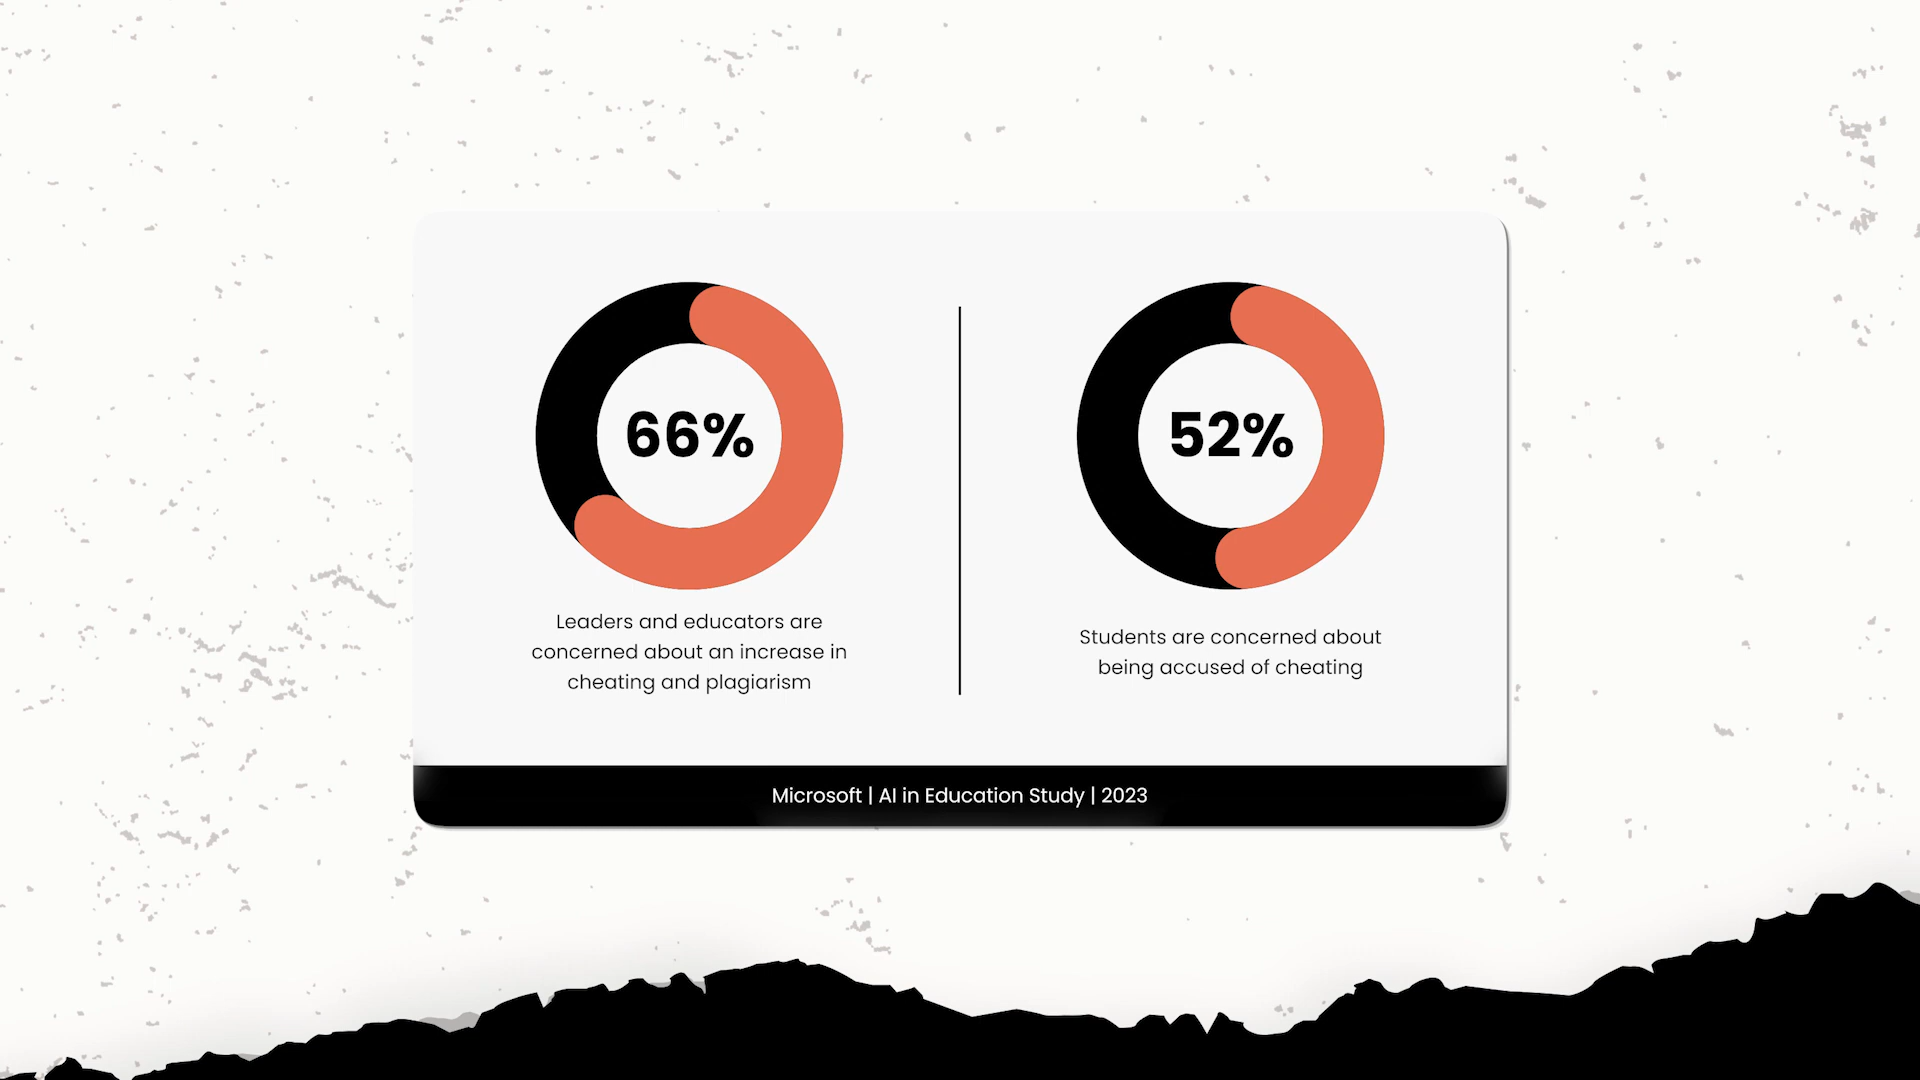 66%
Leaders and educators are
concerned about an increase in
cheating and plagiarism
52%
Students are concerned about
being accused of cheating
Microsoft | AI in Education Study | 2023